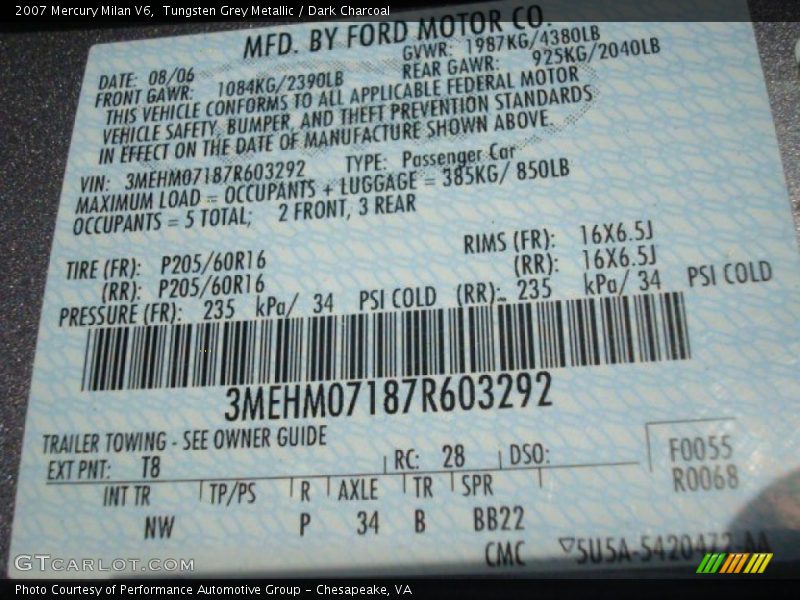 2007 Mercury Milan V6,  Tungsten Grey Metallic / Dark Charcoal
MFD. BY FORD MOTOR CO.
DATE: 08/06 GVWR: 1987KG/4380LB
FRONT GAWR: 1084KG/2390LB REAR GAWR: 925KG/2040LB
THIS VEHICLE CONFORMS TO ALL APPLICABLE FEDERAL MOTOR
VEHICLE SAFETY, BUMPER, AND THEFT PREVENTION STANDARDS
IN EFFECT ON THE DATE OF MANUFACTURE SHOWN ABOVE.
VIN: 3MEHM07187R603292 TYPE: Passenger Car
MAXIMUM LOAD = OCCUPANTS + LUGGAGE = 385KG/ 850LB
OCCUPANTS = 5 TOTAL; 2 FRONT, 3 REAR
TIRE (FR): P205/60R16 RIMS (FR): 16X6.5J
(RR): P205/60R16 (RR): 16X6.5J
PRESSURE (FR): 235 kPa/ 34 PSI COLD (RR): 235 kPa/ 34 PSI COLD
3MEHM07187R603292
TRAILER TOWING - SEE OWNER GUIDE
EXT PNT: T8 RC: 28 DSO: F0055
R0068
INT TR TP/PS R AXLE TR SPR
NW P 34 B BB22
CMC ▽5U5A-5420472-AA
GTCARLOT.COM
Photo Courtesy of Performance Automotive Group - Chesapeake, VA